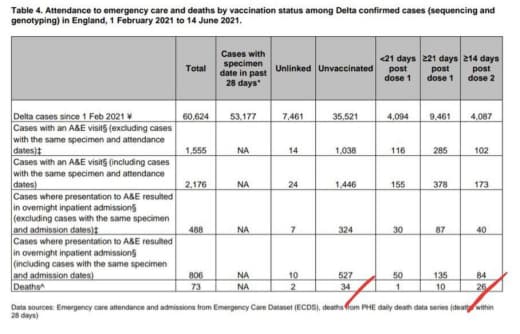 Table 4. Attendance to emergency care and deaths by vaccination status among Delta confirmed cases (sequencing and
genotyping) in England, 1 February 2021 to 14 June 2021.
Total
Cases with
specimen
date in past
28 days*
Unlinked
Unvaccinated
<21 days
post
dose 1
≥21 days
post
dose 1
≥14 days
post
dose 2
Delta cases since 1 Feb 2021 ¥ 60,624 53,177 7,461 35,521 4,094 9,461 4,087
Cases with an A&E visit§ (excluding cases
with the same specimen and attendance
dates)‡ 1,555 NA 14 1,038 116 285 102
Cases with an A&E visit§ (including cases
with the same specimen and attendance
dates) 2,176 NA 24 1,446 155 378 173
Cases where presentation to A&E resulted
in overnight inpatient admission§
(excluding cases with the same specimen
and admission dates)‡ 488 NA 7 324 30 87 40
Cases where presentation to A&E resulted
in overnight inpatient admission§
(including cases with the same specimen
and admission dates) 806 NA 10 527 50 135 84
Deaths^ 73 NA 2 34 1 10 26
Data sources: Emergency care attendance and admissions from Emergency Care Dataset (ECDS), deaths from PHE daily death data series (deaths within
28 days)